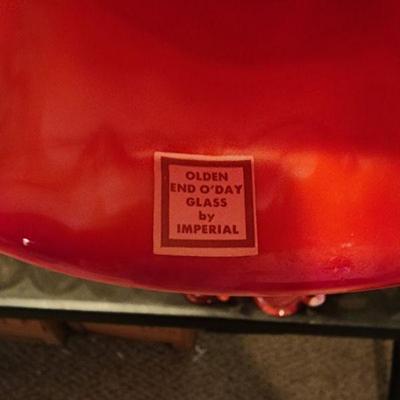 OLDEN
END O'DAY
GLASS
by
IMPERIAL